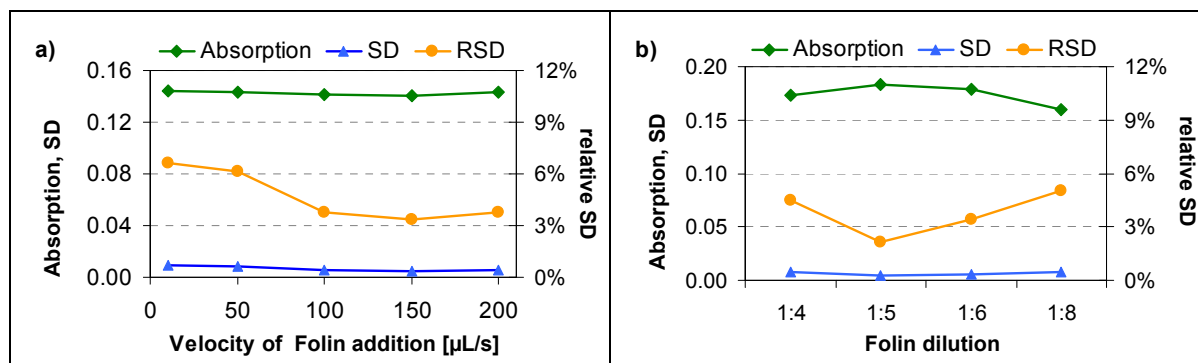 a)
Absorption SD RSD
0.16
0.12
0.08
0.04
0.00
12%
9%
6%
3%
0%
0 50 100 150 200
Absorption, SD
relative SD
Velocity of Folin addition [µL/s]
b)
Absorption SD RSD
0.20
0.15
0.10
0.05
0.00
12%
9%
6%
3%
0%
1:4 1:5 1:6 1:8
Absorption, SD
relative SD
Folin dilution